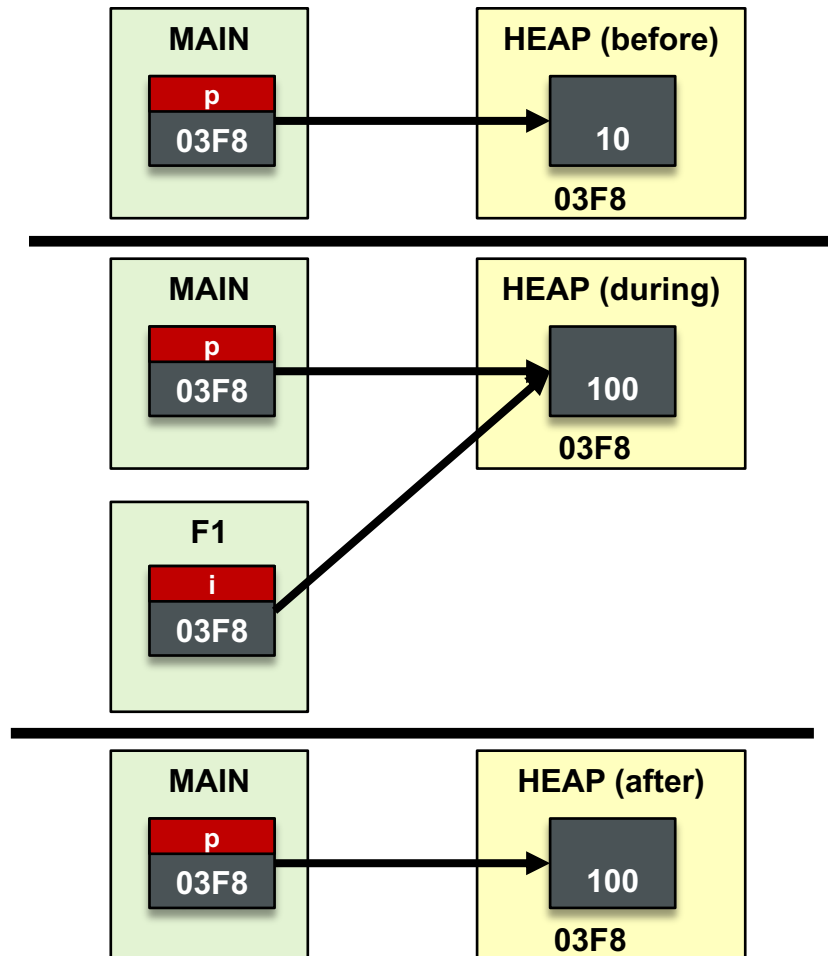 MAIN
HEAP (before)
p
03F8
10
03F8
MAIN
HEAP (during)
p
03F8
100
03F8
F1
i
03F8
MAIN
HEAP (after)
p
03F8
100
03F8